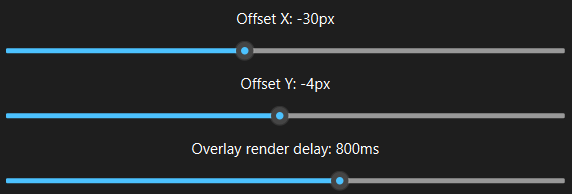 Offset X: -30px
Offset Y: -4px
Overlay render delay: 800ms